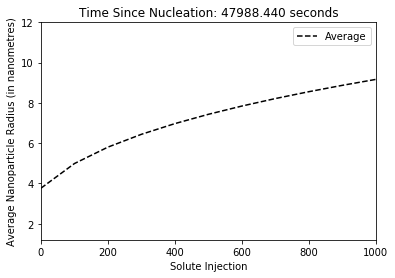 Time Since Nucleation: 47988.440 seconds
Average
Average Nanoparticle Radius (in nanometres)
12
10
8
6
4
2
0 200 400 600 800 1000
Solute Injection